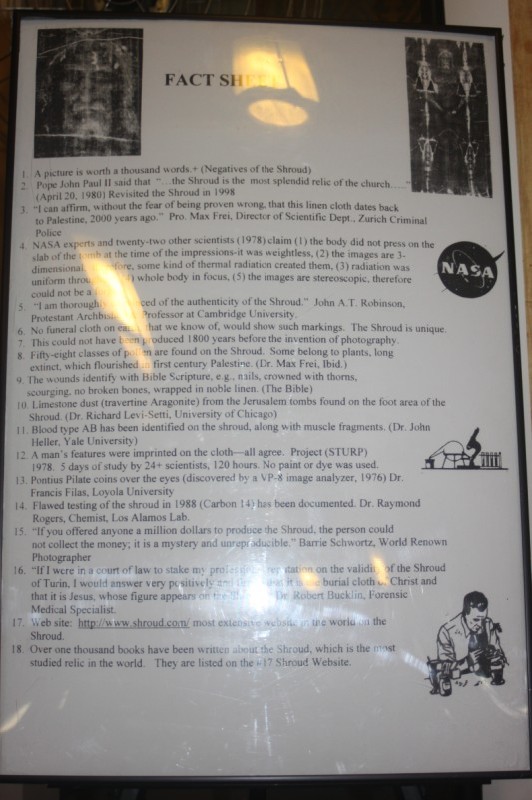 FACT SHEET
1. A picture is worth a thousand words.+ (Negatives of the Shroud)
2. Pope John Paul II said that "…the Shroud is the most splendid relic of the church……"
(April 20, 1980) Revisited the Shroud in 1998
3. "I can affirm, without the fear of being proven wrong, that this linen cloth dates back
to Palestine, 2000 years ago." Pro. Max Frei, Director of Scientific Dept., Zurich Criminal
Police
4. NASA experts and twenty-two other scientists (1978) claim (1) the body did not press on the
slab of the tomb at the time of the impressions-it was weightless, (2) the images are 3-
dimensional, therefore, some kind of thermal radiation created them, (3) radiation was
uniform whole body in focus, (5) the images are stereoscopic, therefore
could not be a
NASA
5. "I am thoroughly convinced of the authenticity of the Shroud." John A.T. Robinson,
Protestant Archbishop, Professor at Cambridge University.
6. No funeral cloth on earth, that we know of, would show such markings. The Shroud is unique.
7. This could not have been produced 1800 years before the invention of photography.
8. Fifty-eight classes of pollen are found on the Shroud. Some belong to plants, long
extinct, which flourished in first century Palestine. (Dr. Max Frei, Ibid.)
9. The wounds identify with Bible Scripture, e.g., nails, crowned with thorns,
scourging, no broken bones, wrapped in noble linen. (The Bible)
10. Limestone dust (travertine Aragonite) from the Jerusalem tombs found on the foot area of the
Shroud. (Dr. Richard Levi-Setti, University of Chicago)
11. Blood type AB has been identified on the shroud, along with muscle fragments. (Dr. John
Heller, Yale University)
12. A man's features were imprinted on the cloth—all agree. Project (STURP)
1978. 5 days of study by 24+ scientists, 120 hours. No paint or dye was used.
13. Pontius Pilate coins over the eyes (discovered by a VP-8 image analyzer, 1976) Dr.
Francis Filas, Loyola University
14. Flawed testing of the shroud in 1988 (Carbon 14) has been documented. Dr. Raymond
Rogers, Chemist, Los Alamos Lab.
15. "If you offered anyone a million dollars to produce the Shroud, the person could
not collect the money; it is a mystery and unreproducible." Barrie Schwortz, World Renown
Photographer
16. "If I were in a court of law to stake my professional reputation on the validity of the Shroud
of Turin, I would answer very positively and burial cloth of Christ and
that it is Jesus, whose figure appears on the Dr. Robert Bucklin, Forensic
Medical Specialist.
17. Web site: http://www.shroud.com/ most extensive website in the world on the
Shroud.
18. Over one thousand books have been written about the Shroud, which is the most
studied relic in the world. They are listed on the #17 Shroud Website.